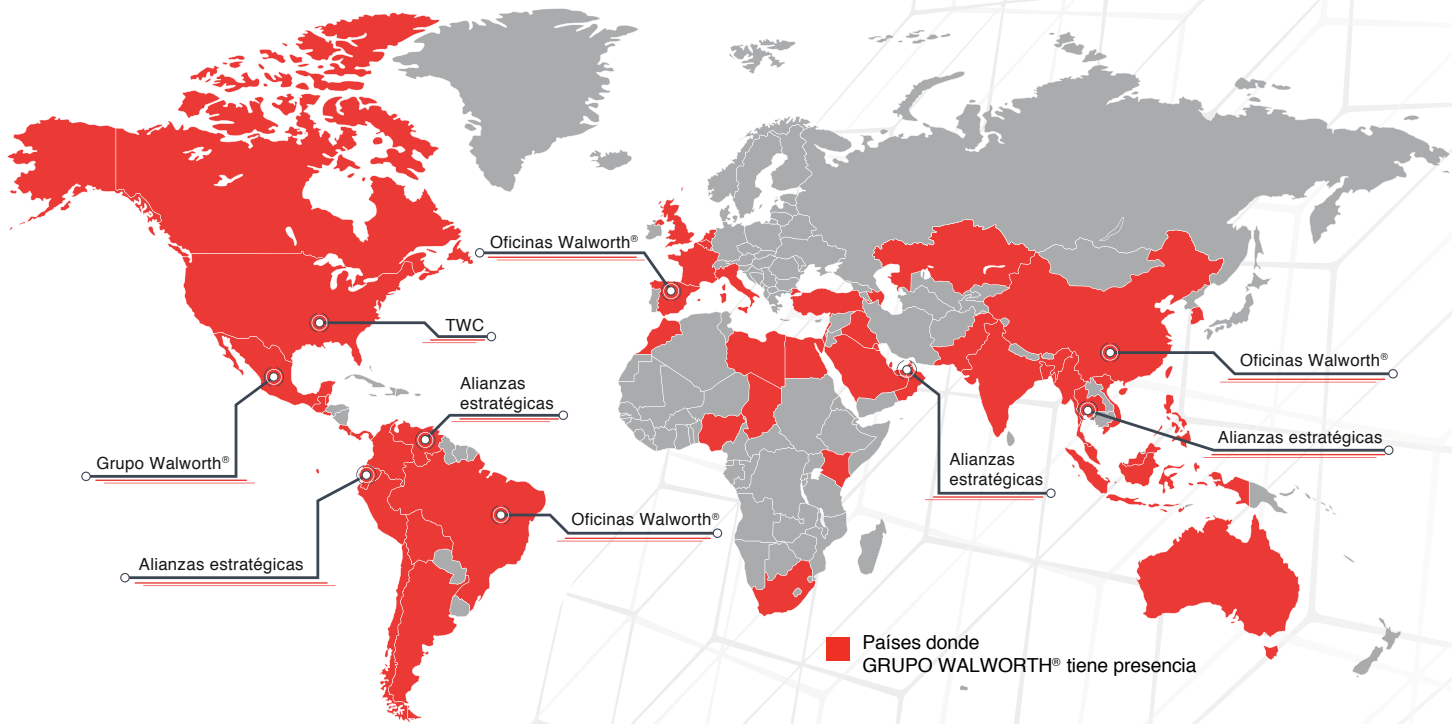 Oficinas Walworth®
TWC
Alianzas
estratégicas
Grupo Walworth®
Alianzas estratégicas
Oficinas Walworth®
Alianzas
estratégicas
Oficinas Walworth®
Alianzas estratégicas
Países donde
GRUPO WALWORTH® tiene presencia